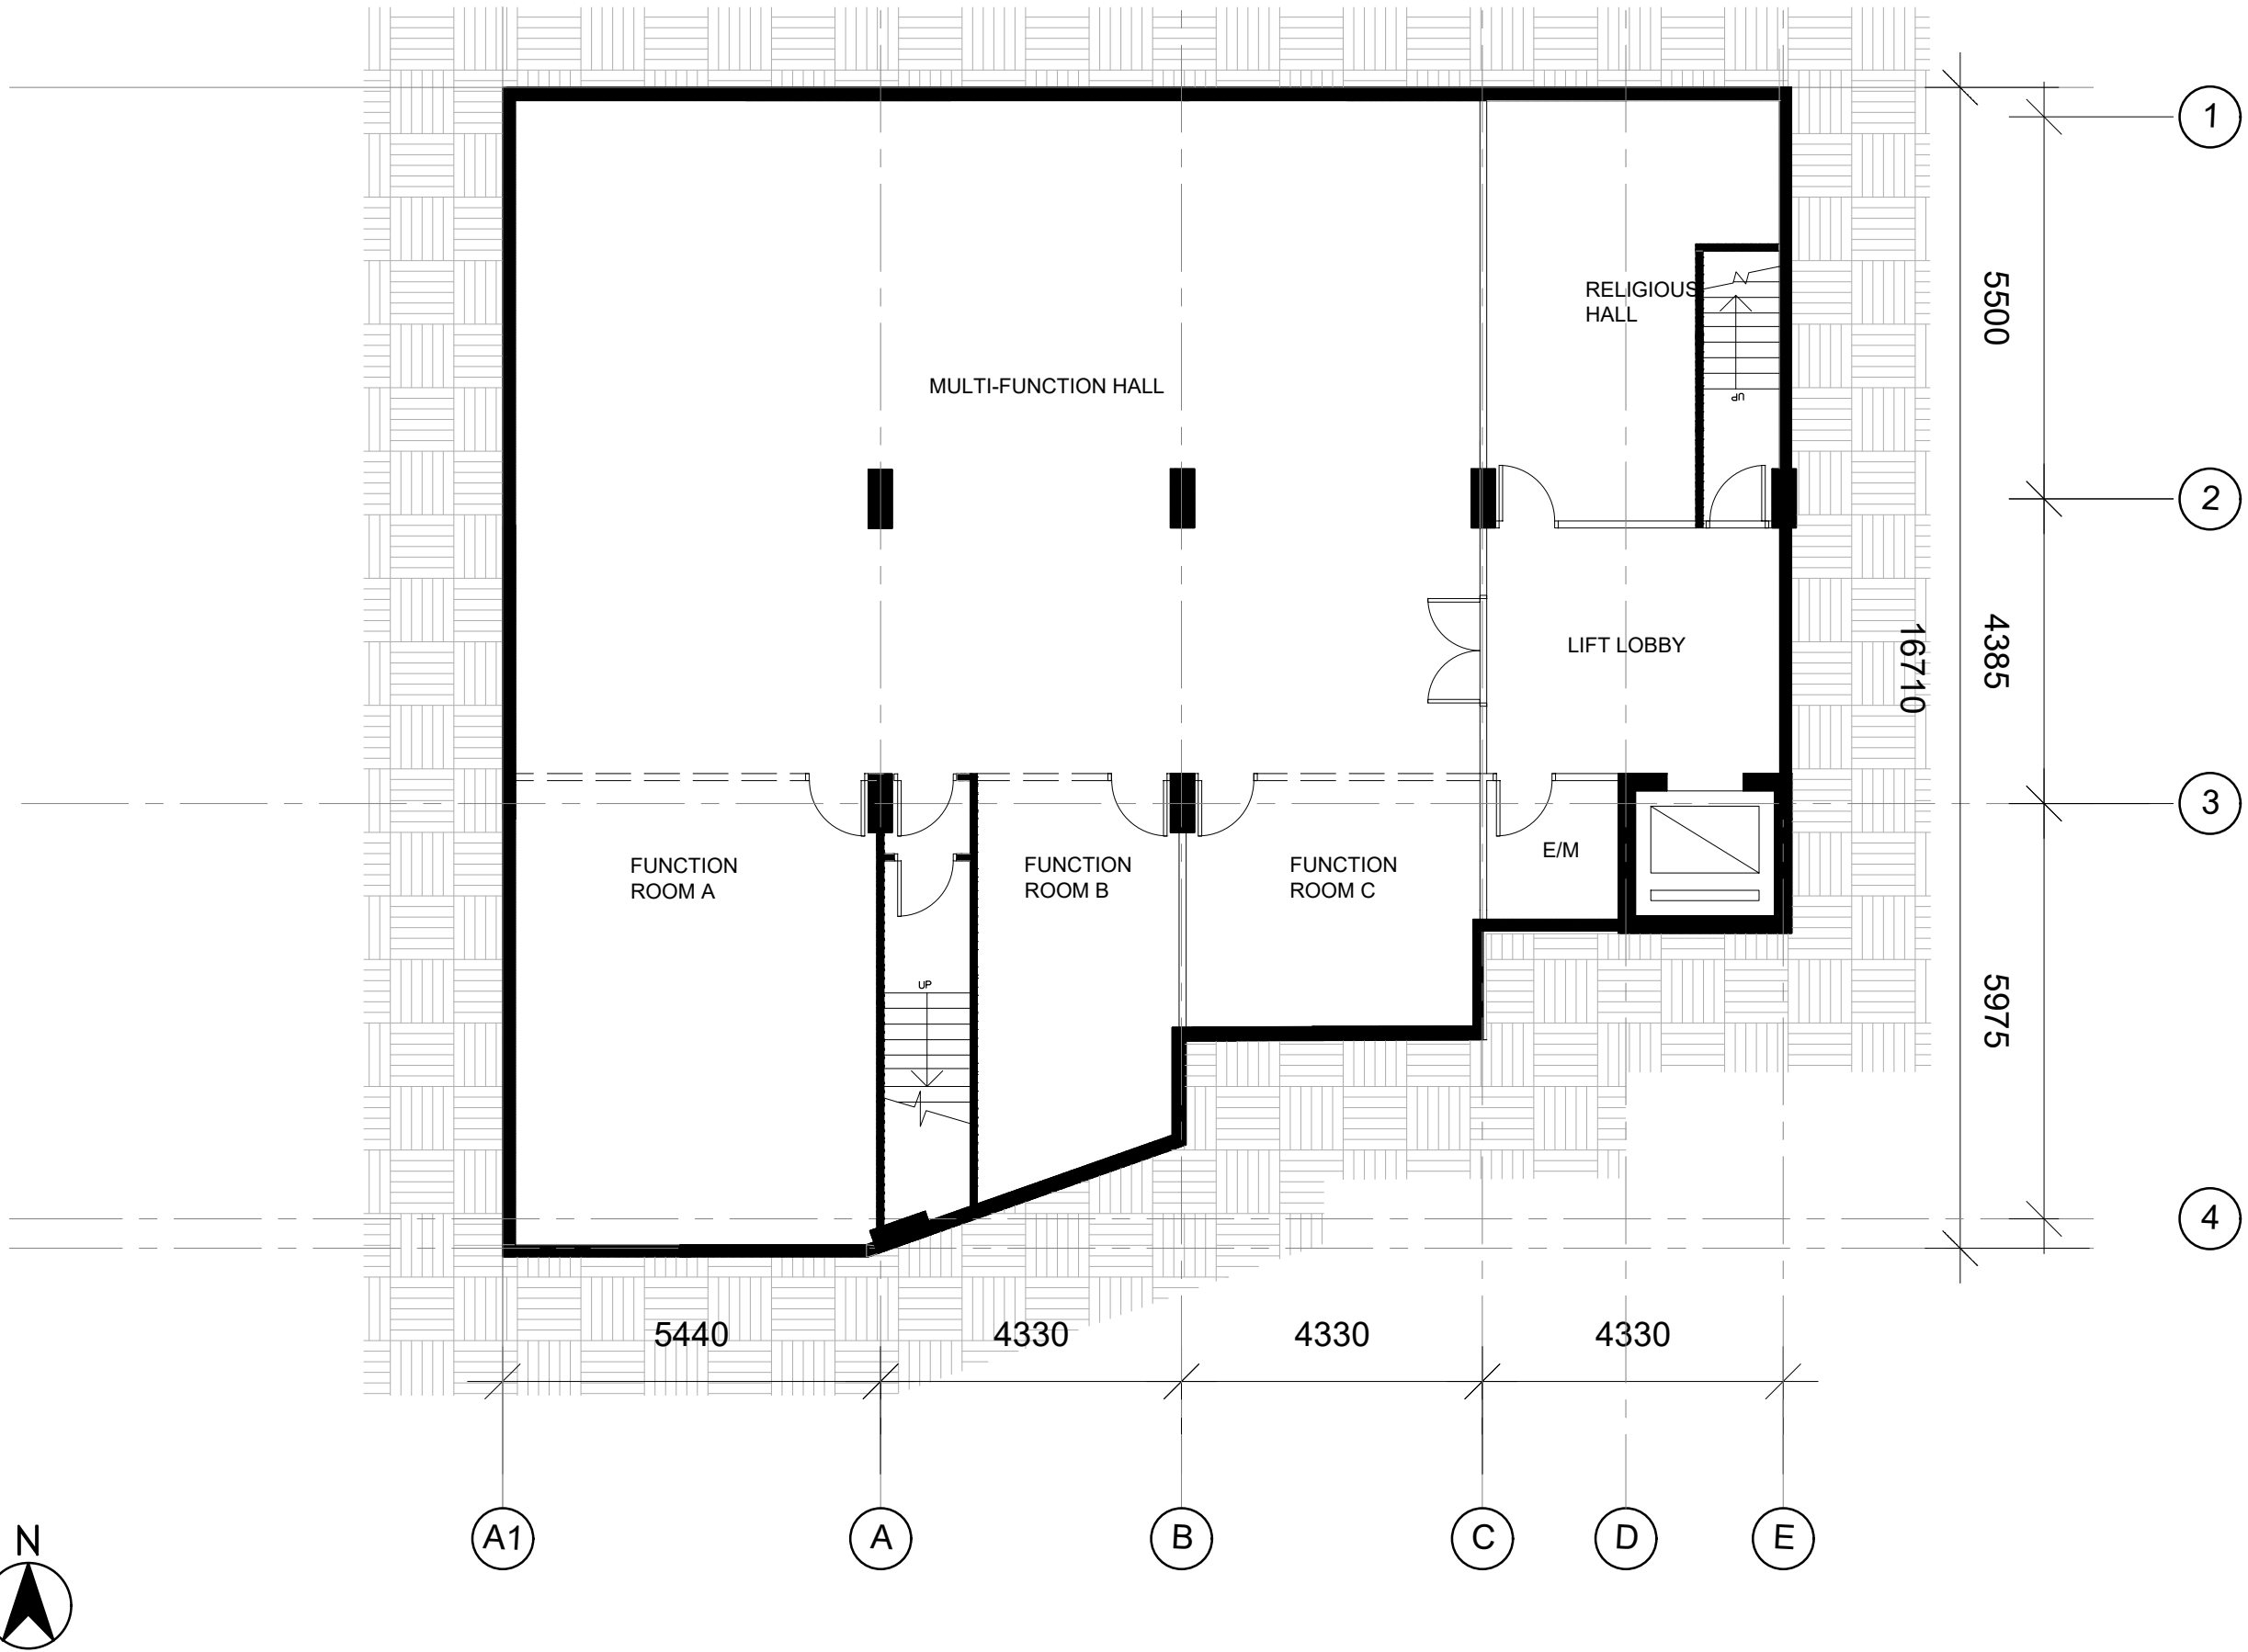 1
RELIGIOUS
HALL
5500
MULTI-FUNCTION HALL
UP
2
LIFT LOBBY
4385
16710
3
FUNCTION
ROOM A
FUNCTION
ROOM B
FUNCTION
ROOM C
E/M
UP
5975
4
5440
4330
4330
4330
A1
A
B
C
D
E
N